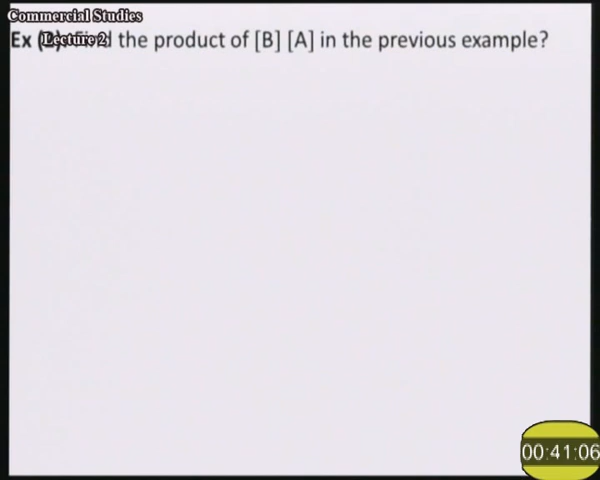 Commercial Studies
Lecture 2
Ex the product of [B] [A] in the previous example?
00:41:06